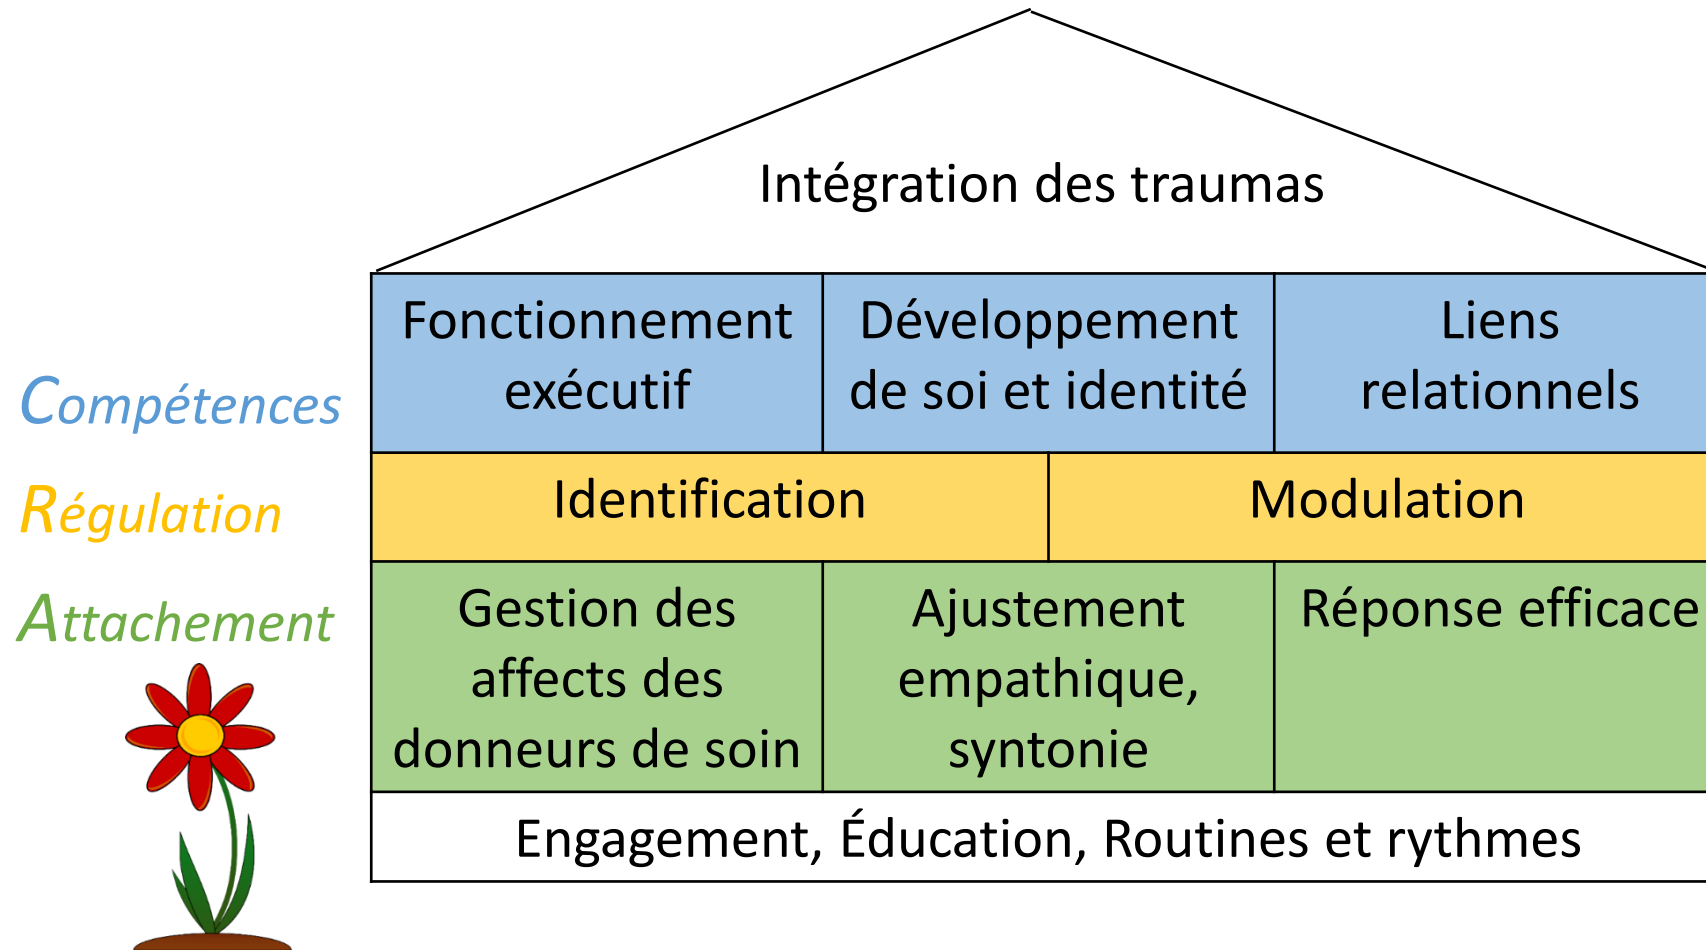 Intégration des traumas
Fonctionnement
exécutif
Développement
de soi et identité
Liens
relationnels
Compétences
Identification
Modulation
Régulation
Gestion des
affects des
donneurs de soin
Ajustement
empathique,
syntonie
Réponse efficace
Attachement
Engagement, Éducation, Routines et rythmes